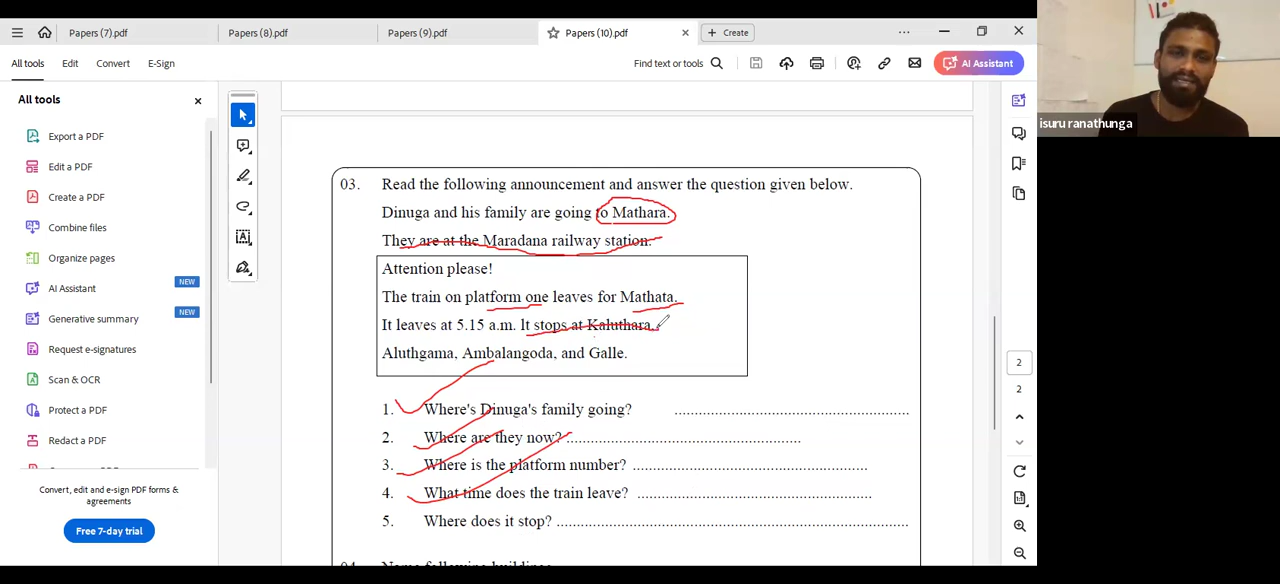 Papers (7).pdf
Papers (8).pdf
Papers (9).pdf
Papers (10).pdf
Create
All tools
Edit
Convert
E-Sign
Find text or tools
AI Assistant
isuru ranathunga
All tools
Export a PDF
Edit a PDF
Create a PDF
Combine files
Organize pages
AI Assistant NEW
Generative summary NEW
Request e-signatures
Scan & OCR
Protect a PDF
Redact a PDF
Convert, edit and e-sign PDF forms &
agreements
Free 7-day trial
03. Read the following announcement and answer the question given below.
Dinuga and his family are going to Mathara.
They are at the Maradana railway station.
Attention please!
The train on platform one leaves for Mathata.
It leaves at 5.15 a.m. It stops at Kaluthara.
Aluthgama, Ambalangoda, and Galle.
1. Where's Dinuga's family going? ..........................................................
2. Where are they now? ..........................................................
3. Where is the platform number? ..........................................................
4. What time does the train leave? ..........................................................
5. Where does it stop? ..........................................................
2
2